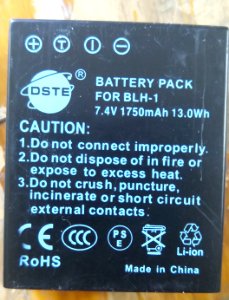 DSTE ®
BATTERY PACK
FOR BLH-1
7.4V 1750mAh 13.0Wh
CAUTION:
1.Do not connect improperly.
2.Do not dispose of in fire or
expose to excess heat.
3.Do not crush, puncture,
incinerate or short circuit
external contacts.
CE CCC PSE Li-ion
RoHS Made in China